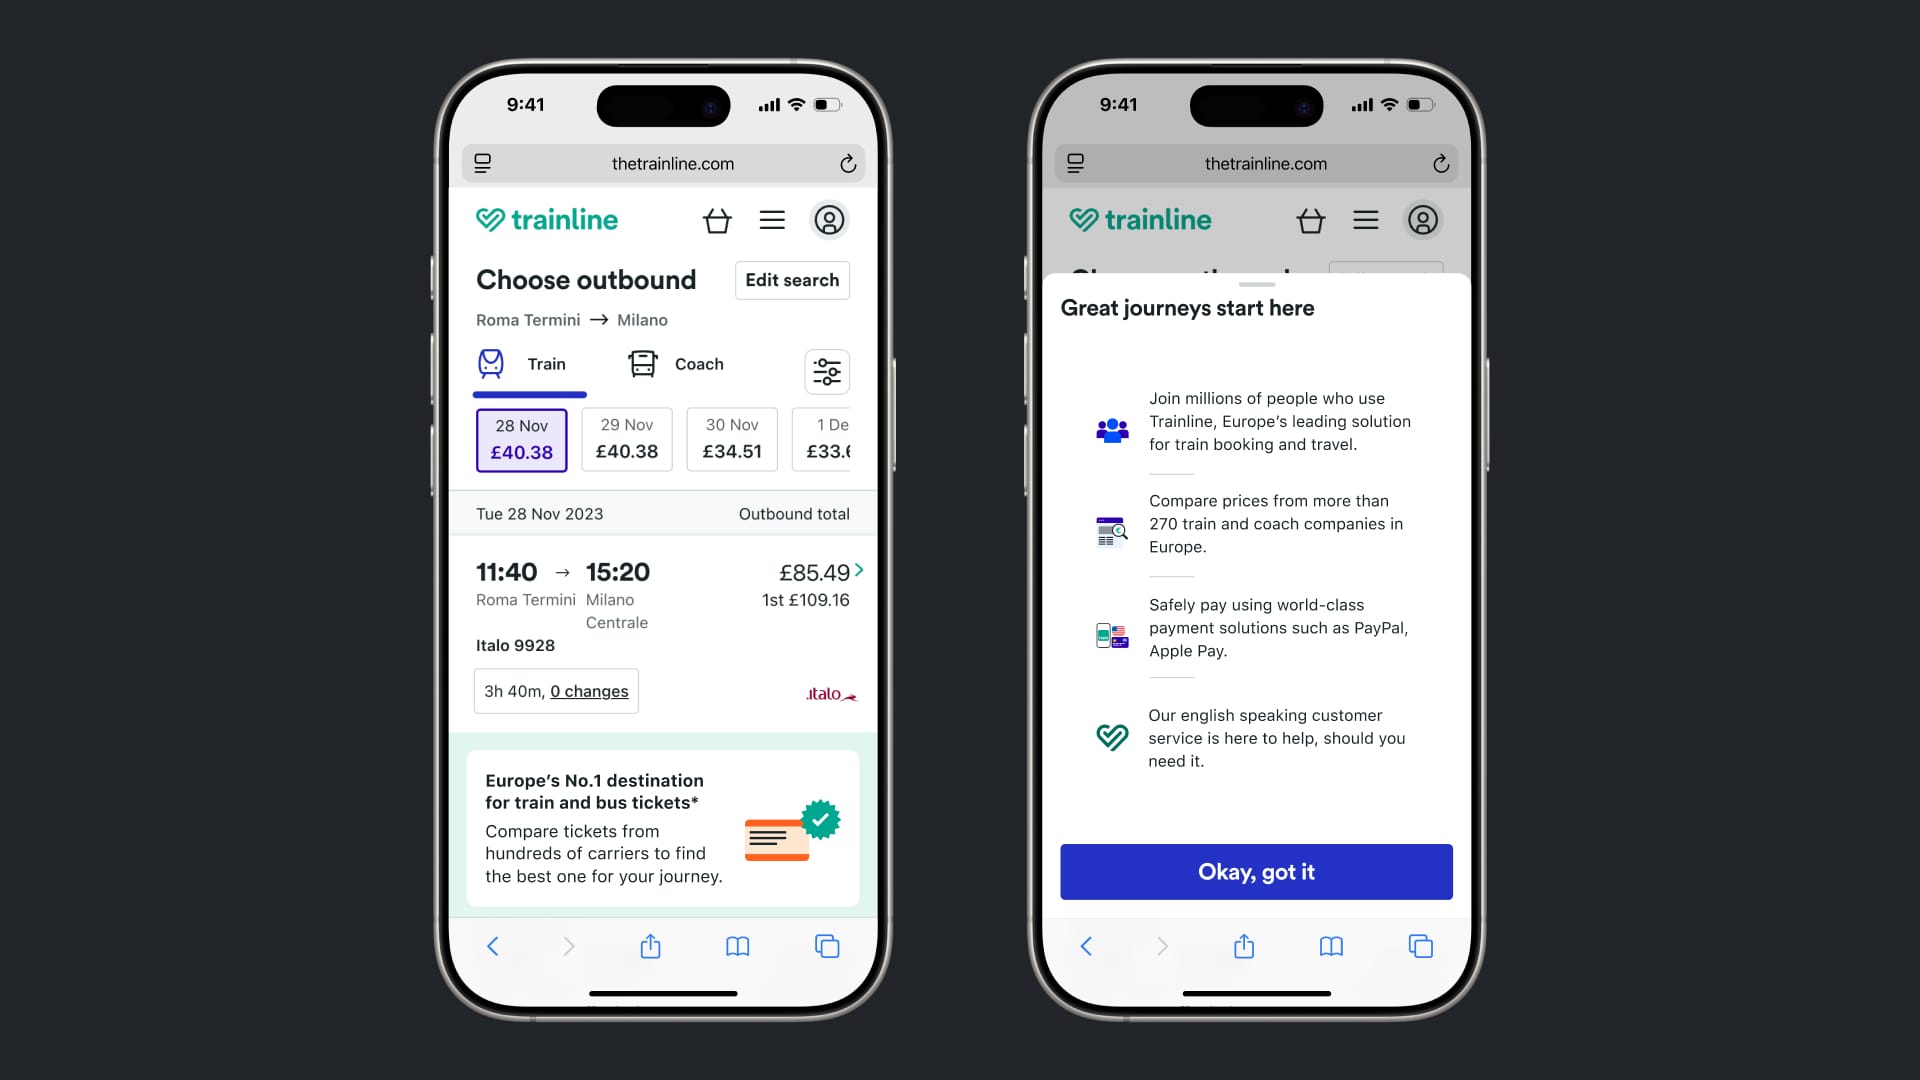 9:41
thetrainline.com
trainline
Choose outbound
Edit search
Roma Termini → Milano
Train
Coach
28 Nov
£40.38
29 Nov
£40.38
30 Nov
£34.51
1 De
£33.6
Tue 28 Nov 2023
Outbound total
11:40 → 15:20
£85.49
Roma Termini
Milano
Centrale
1st £109.16
Italo 9928
3h 40m, 0 changes
.italo
Europe's No.1 destination
for train and bus tickets*
Compare tickets from
hundreds of carriers to find
the best one for your journey.
9:41
thetrainline.com
trainline
Great journeys start here
Join millions of people who use
Trainline, Europe's leading solution
for train booking and travel.
Compare prices from more than
270 train and coach companies in
Europe.
Safely pay using world-class
payment solutions such as PayPal,
Apple Pay.
Our english speaking customer
service is here to help, should you
need it.
Okay, got it